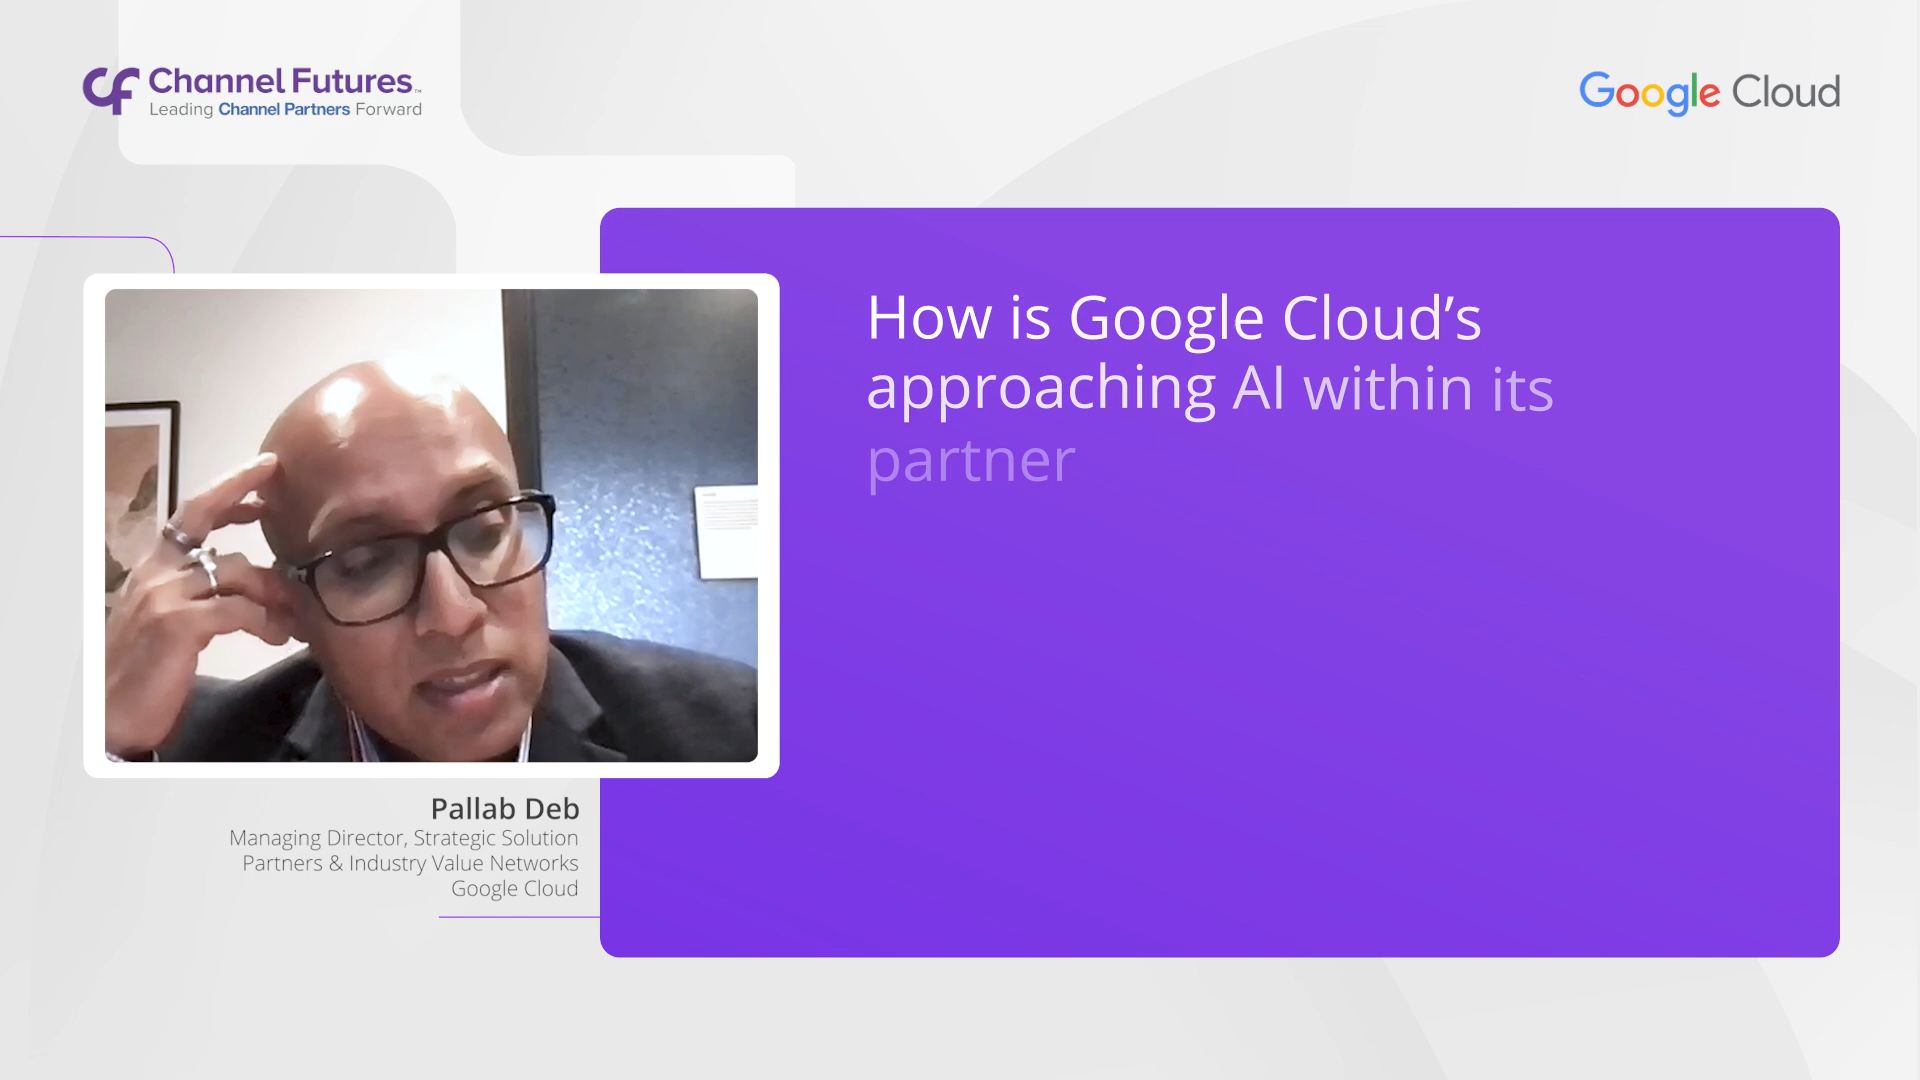 Channel Futures™
Leading Channel Partners Forward
Google Cloud
How is Google Cloud’s
approaching AI within its
partner
Pallab Deb
Managing Director, Strategic Solution
Partners & Industry Value Networks
Google Cloud